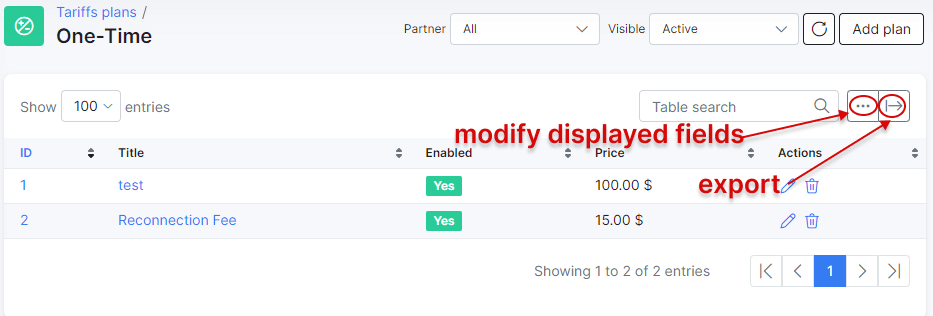 Tariffs plans /
One-Time
Partner All Visible Active Add plan
Show 100 entries Table search
modify displayed fields
ID Title Enabled Price Actions
export
1 test Yes 100.00 $
2 Reconnection Fee Yes 15.00 $
Showing 1 to 2 of 2 entries 1